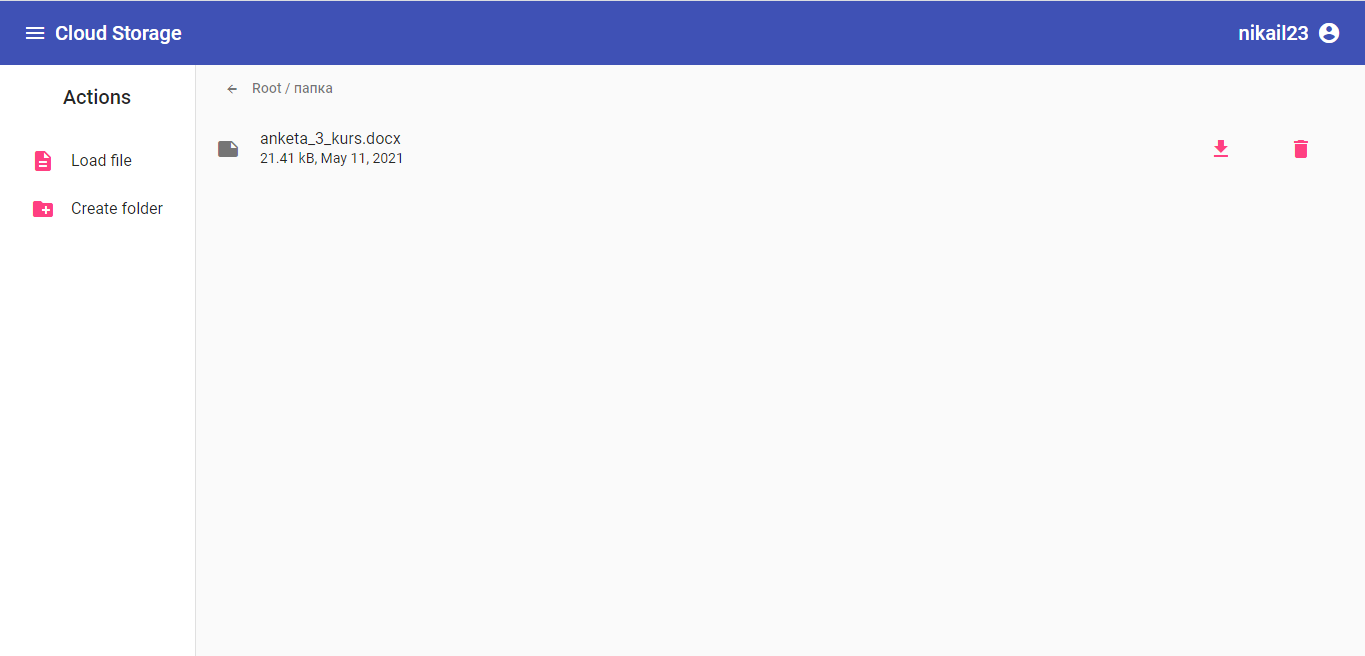 Cloud Storage
nikail23
Actions
Load file
Create folder
Root / папка
anketa_3_kurs.docx
21.41 kB, May 11, 2021